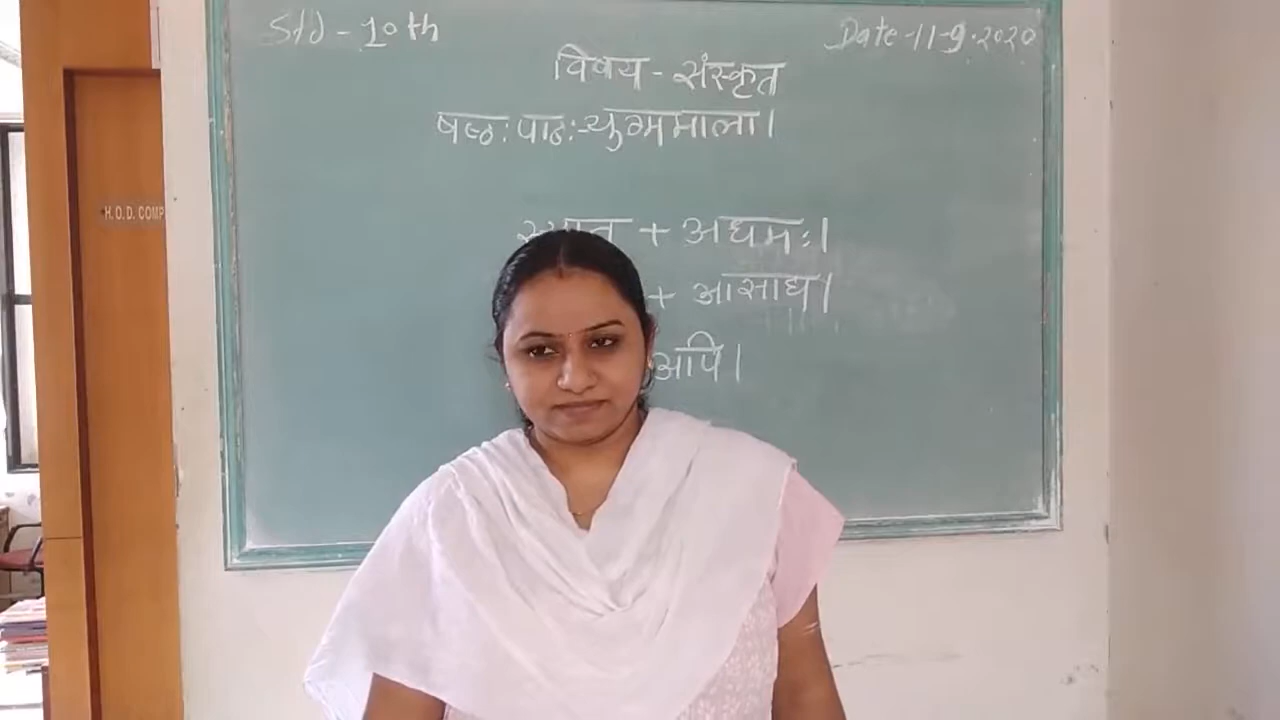 Std - 10th
Date-11-9-2020
विषय - संस्कृत
षष्ठ: पाठ:-युग्ममाला।
H.O.D. COMP
+ अधमः।
+ आसाद्य।
अपि।